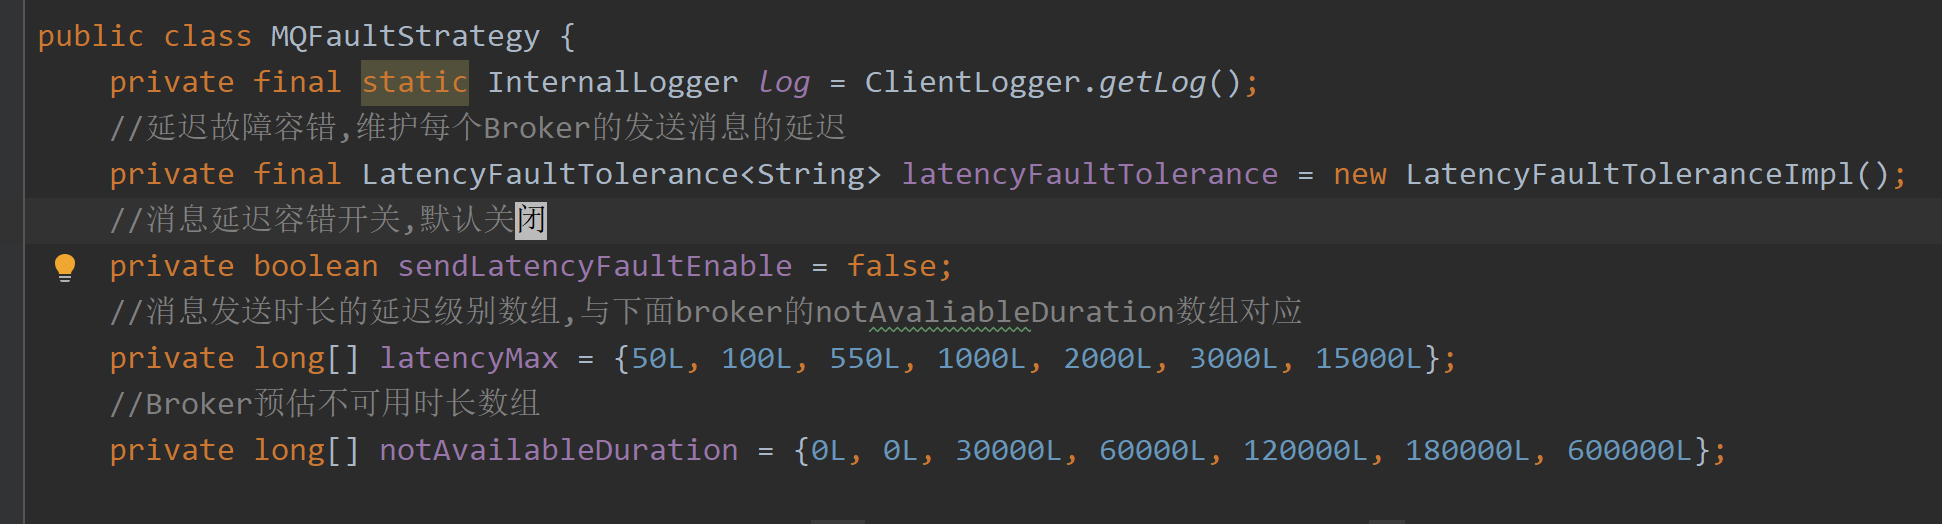 public class MQFaultStrategy {
private final static InternalLogger log = ClientLogger.getLog();
//延迟故障容错,维护每个Broker的发送消息的延迟
private final LatencyFaultTolerance<String> latencyFaultTolerance = new LatencyFaultToleranceImpl();
//消息延迟容错开关,默认关闭
private boolean sendLatencyFaultEnable = false;
//消息发送时长的延迟级别数组,与下面broker的notAvaliableDuration数组对应
private long[] latencyMax = {50L, 100L, 550L, 1000L, 2000L, 3000L, 15000L};
//Broker预估不可用时长数组
private long[] notAvailableDuration = {0L, 0L, 30000L, 60000L, 120000L, 180000L, 600000L};